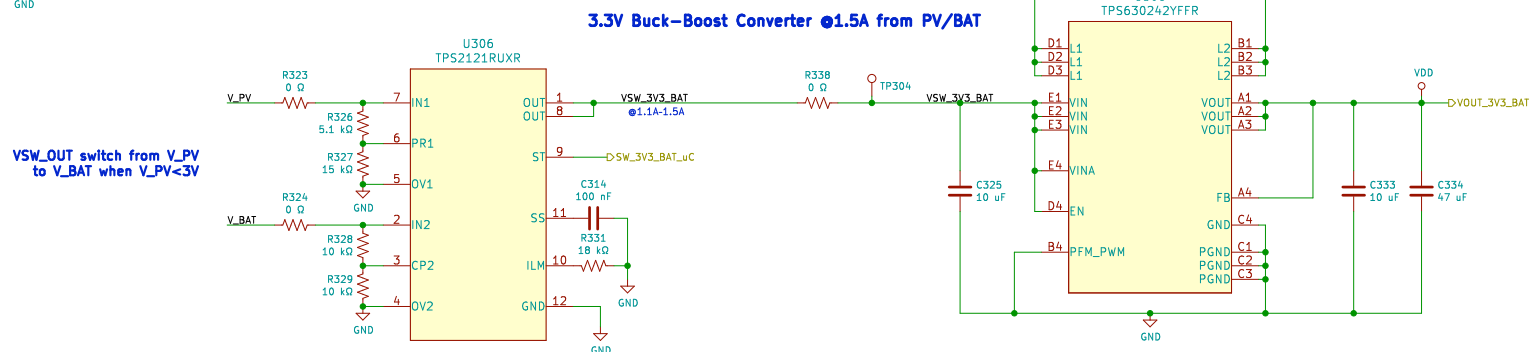 GND
3.3V Buck-Boost Converter @1.5A from PV/BAT
TPS630242YFFR
U306
TPS2121RUXR
D1 L1
D2 L1
D3 L1
L2 B1
L2 B2
L2 B3
R323
0 Ω
V_PV
7 IN1
OUT 1
OUT 8
VSW_3V3_BAT
@1.1A-1.5A
R338
0 Ω
TP304
VSW_3V3_BAT
E1 VIN
E2 VIN
E3 VIN
VOUT A1
VOUT A2
VOUT A3
VDD
VOUT_3V3_BAT
R326
5.1 kΩ
6 PR1
VSW_OUT switch from V_PV
to V_BAT when V_PV<3V
R327
15 kΩ
ST 9
SW_3V3_BAT_uC
E4 VINA
5 OV1
GND
C314
100 nF
C325
10 uF
FB A4
C333
10 uF
C334
47 uF
R324
0 Ω
V_BAT
2 IN2
SS 11
D4 EN
GND C4
R328
10 kΩ
R331
18 kΩ
3 CP2
ILM 10
B4 PFM_PWM
PGND C1
PGND C2
PGND C3
R329
10 kΩ
GND
4 OV2
GND 12
GND
GND
GND